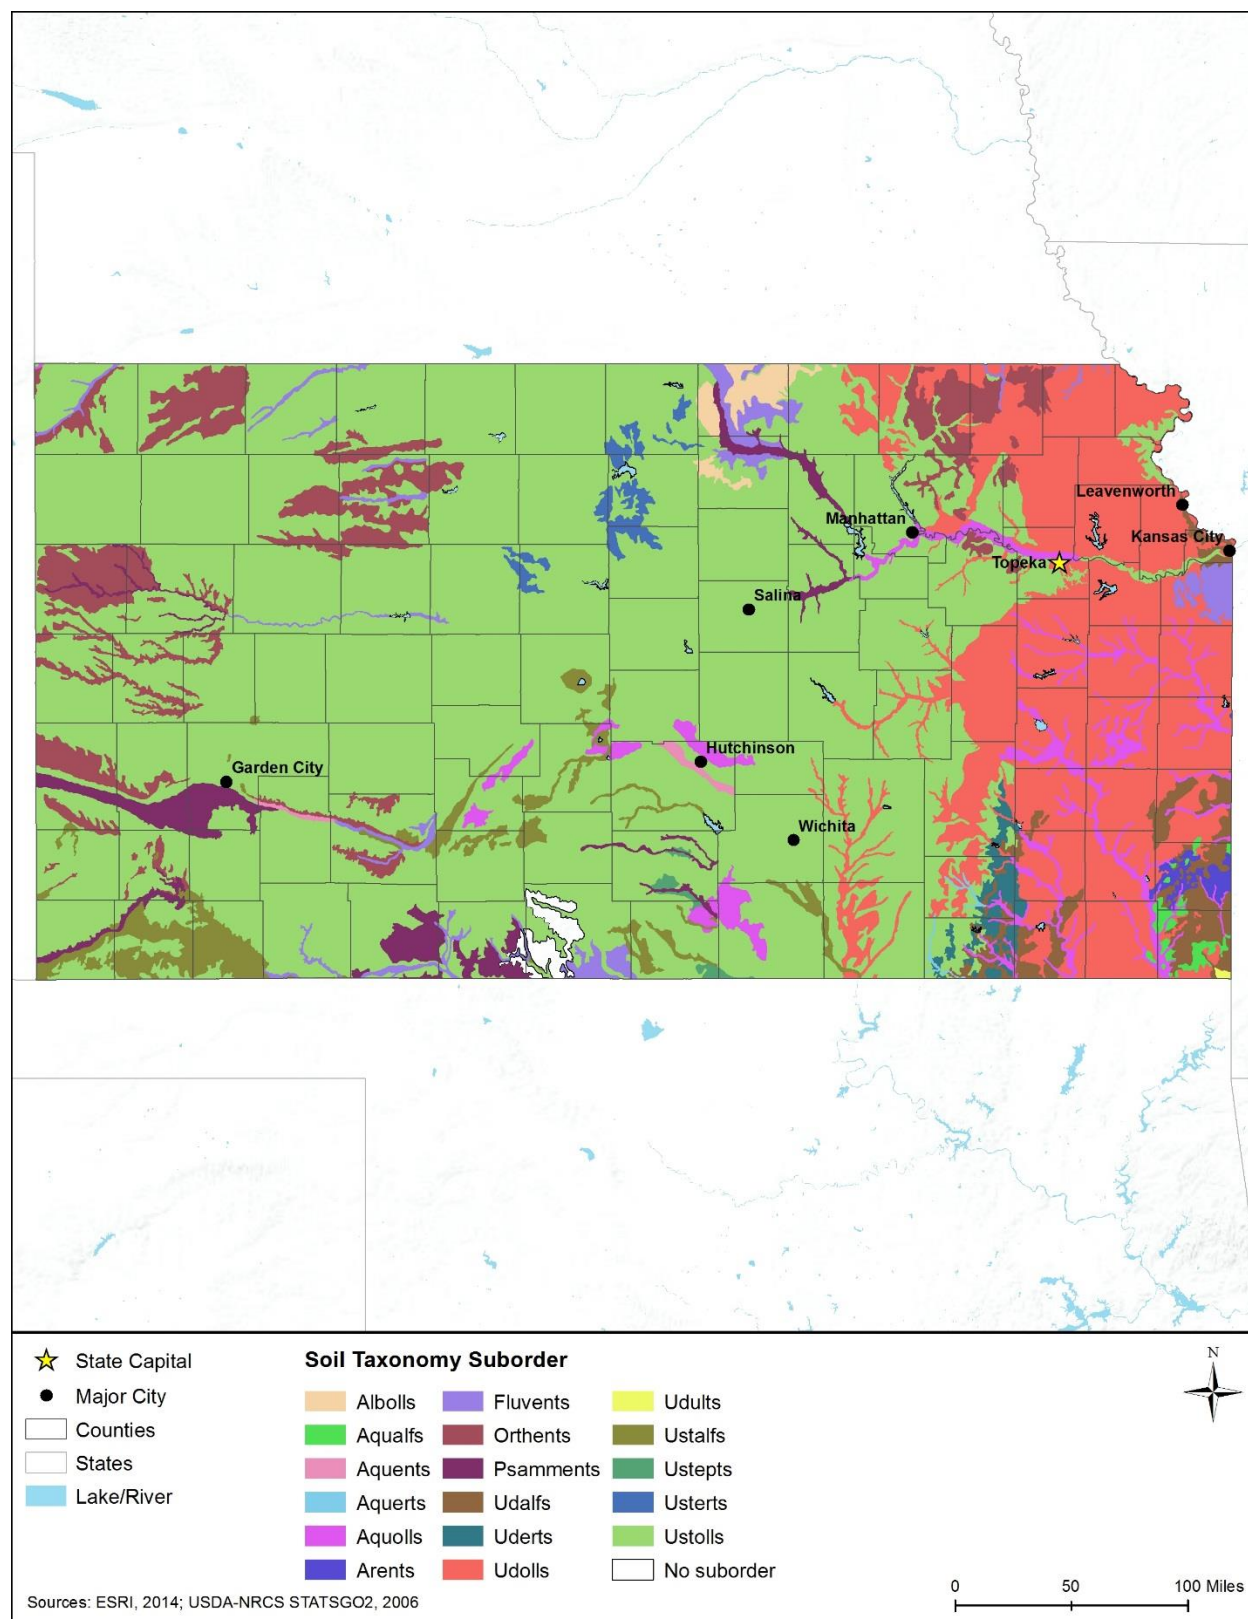 Leavenworth
Manhattan
Kansas City
Topeka
Salina
Hutchinson
Garden City
Wichita
State Capital
Major City
Counties
States
Lake/River
Soil Taxonomy Suborder
Albolls
Aqualfs
Aquents
Aquerts
Aquolls
Arents
Fluvents
Orthents
Psamments
Udalfs
Uderts
Udolls
Udults
Ustalfs
Ustepts
Usterts
Ustolls
No suborder
N
0 50 100 Miles
Sources: ESRI, 2014; USDA-NRCS STATSGO2, 2006